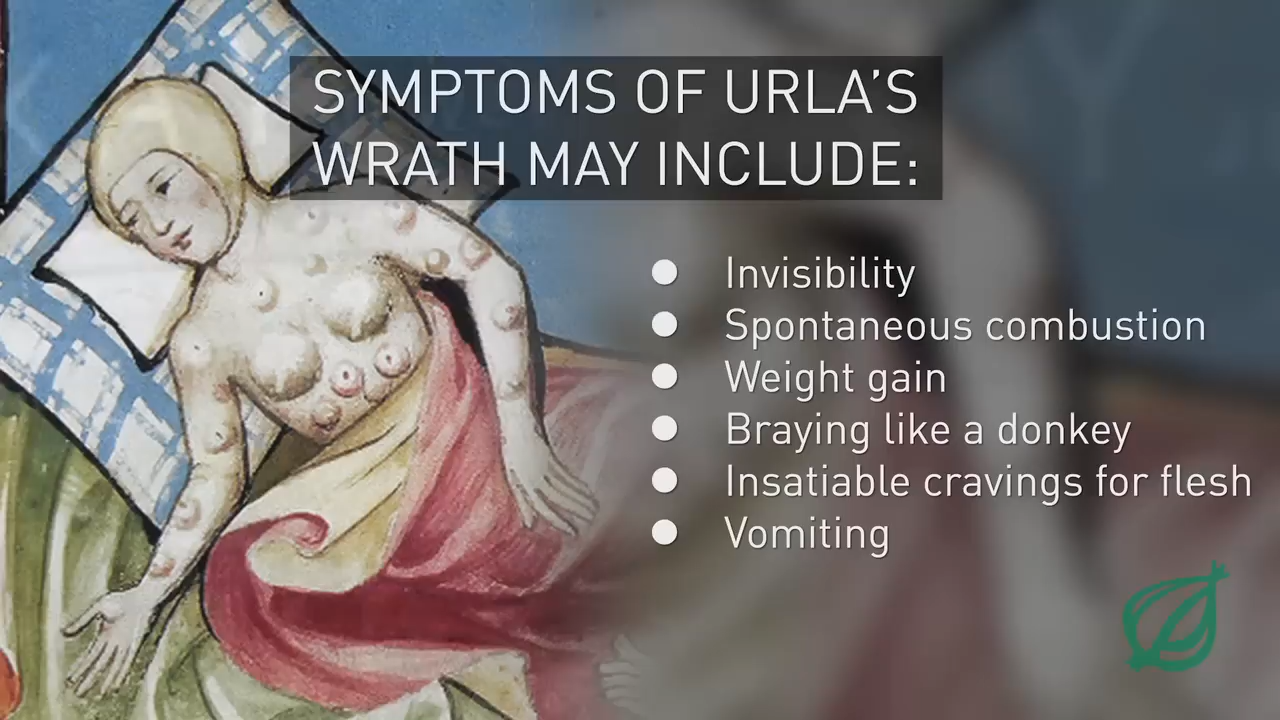 SYMPTOMS OF URLA’S
WRATH MAY INCLUDE:
● Invisibility
● Spontaneous combustion
● Weight gain
● Braying like a donkey
● Insatiable cravings for flesh
● Vomiting